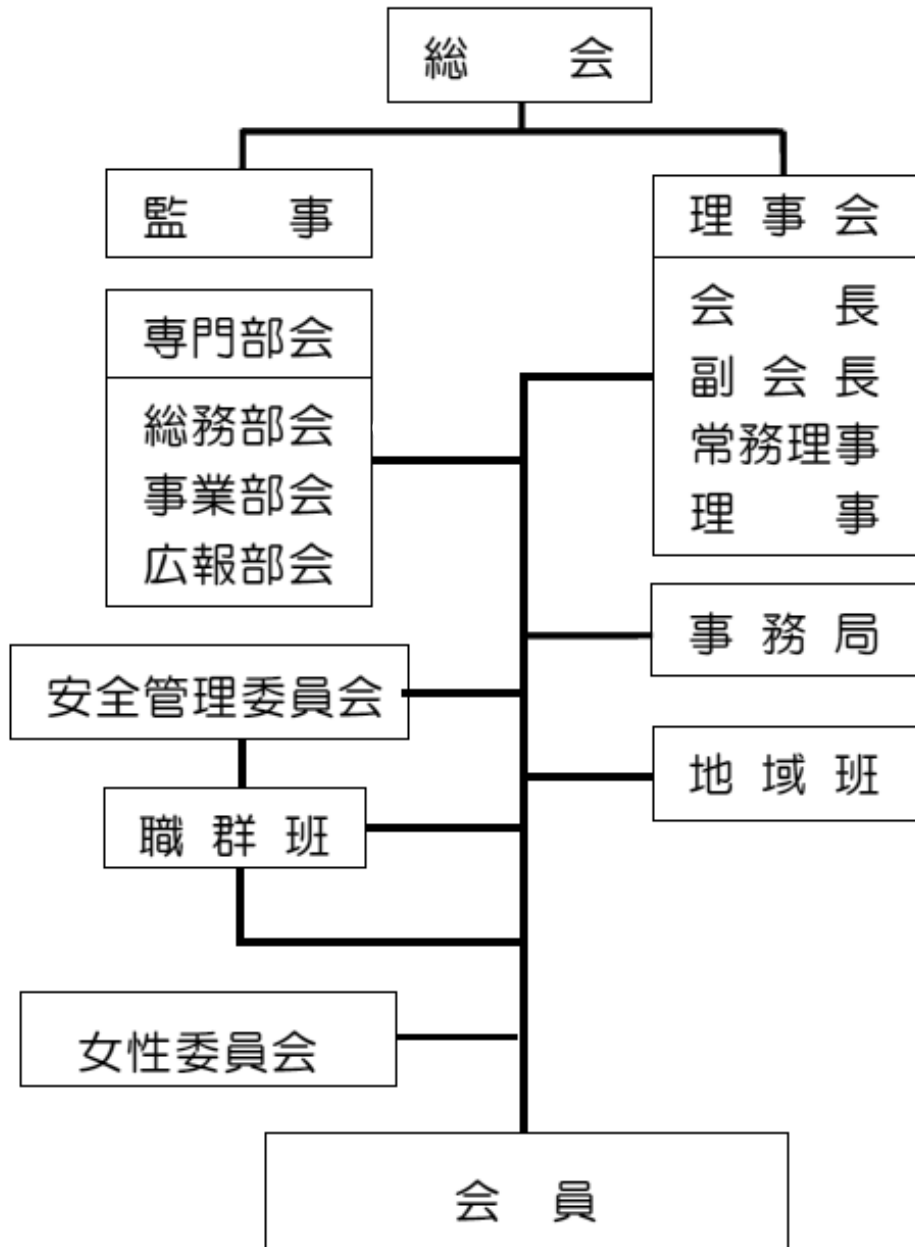 総会
監事
理事会
会長
副会長
常務理事
理事
専門部会
総務部会
事業部会
広報部会
事務局
安全管理委員会
地域班
職群班
女性委員会
会員